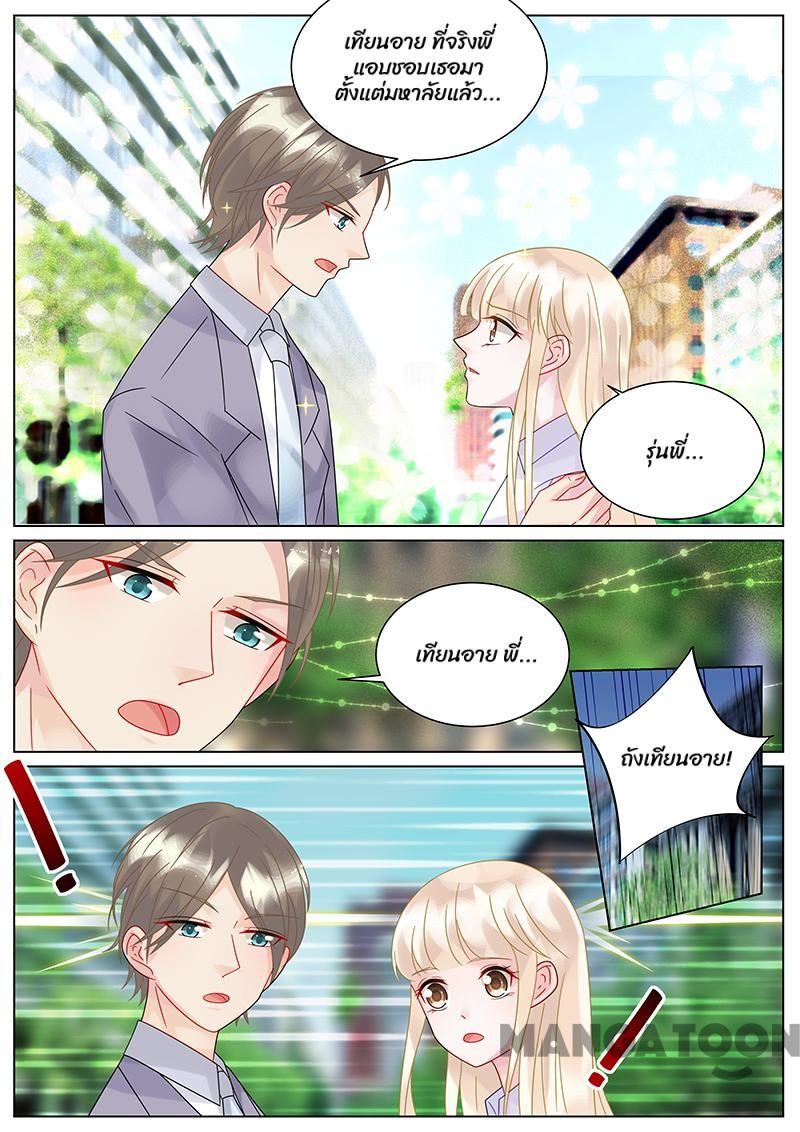 เทียนอาย ที่จริงพี่
แอบชอบเธอมา
ตั้งแต่มหาลัยแล้ว...
รุ่นพี่...
เทียนอาย พี่...
ถังเทียนอาย!
!
!
MANGATOON